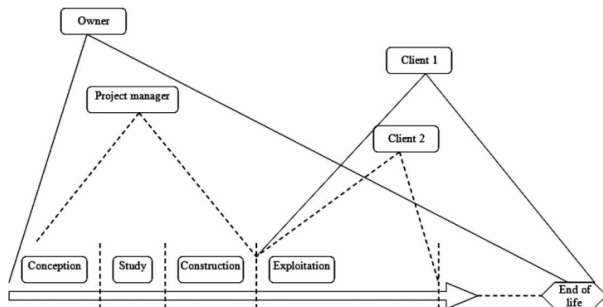 Owner
Client 1
Project manager
Client 2
Conception
Study
Construction
Exploitation
End of
life